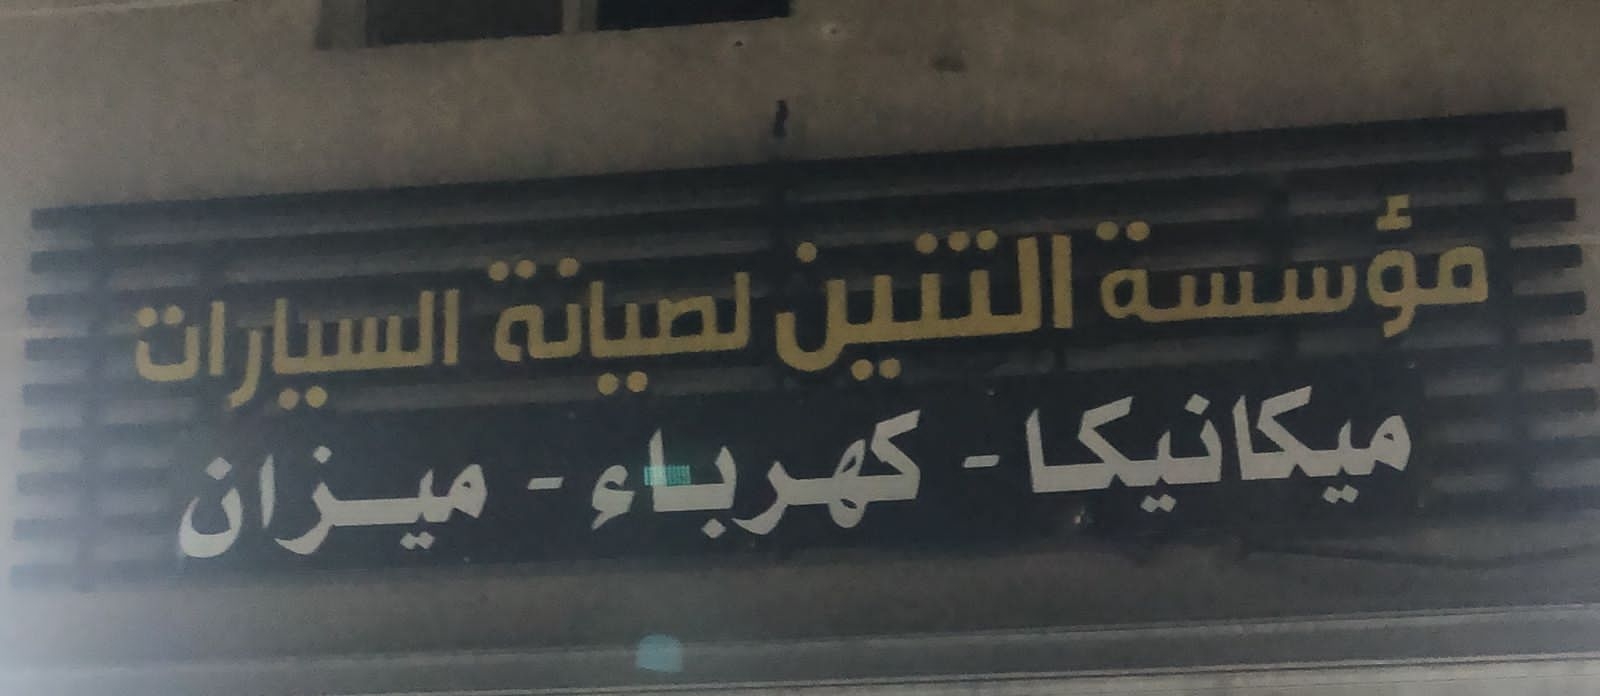 مؤسسة التنين لصيانة السيارات
ميكانيكا - كهرباء - ميزان